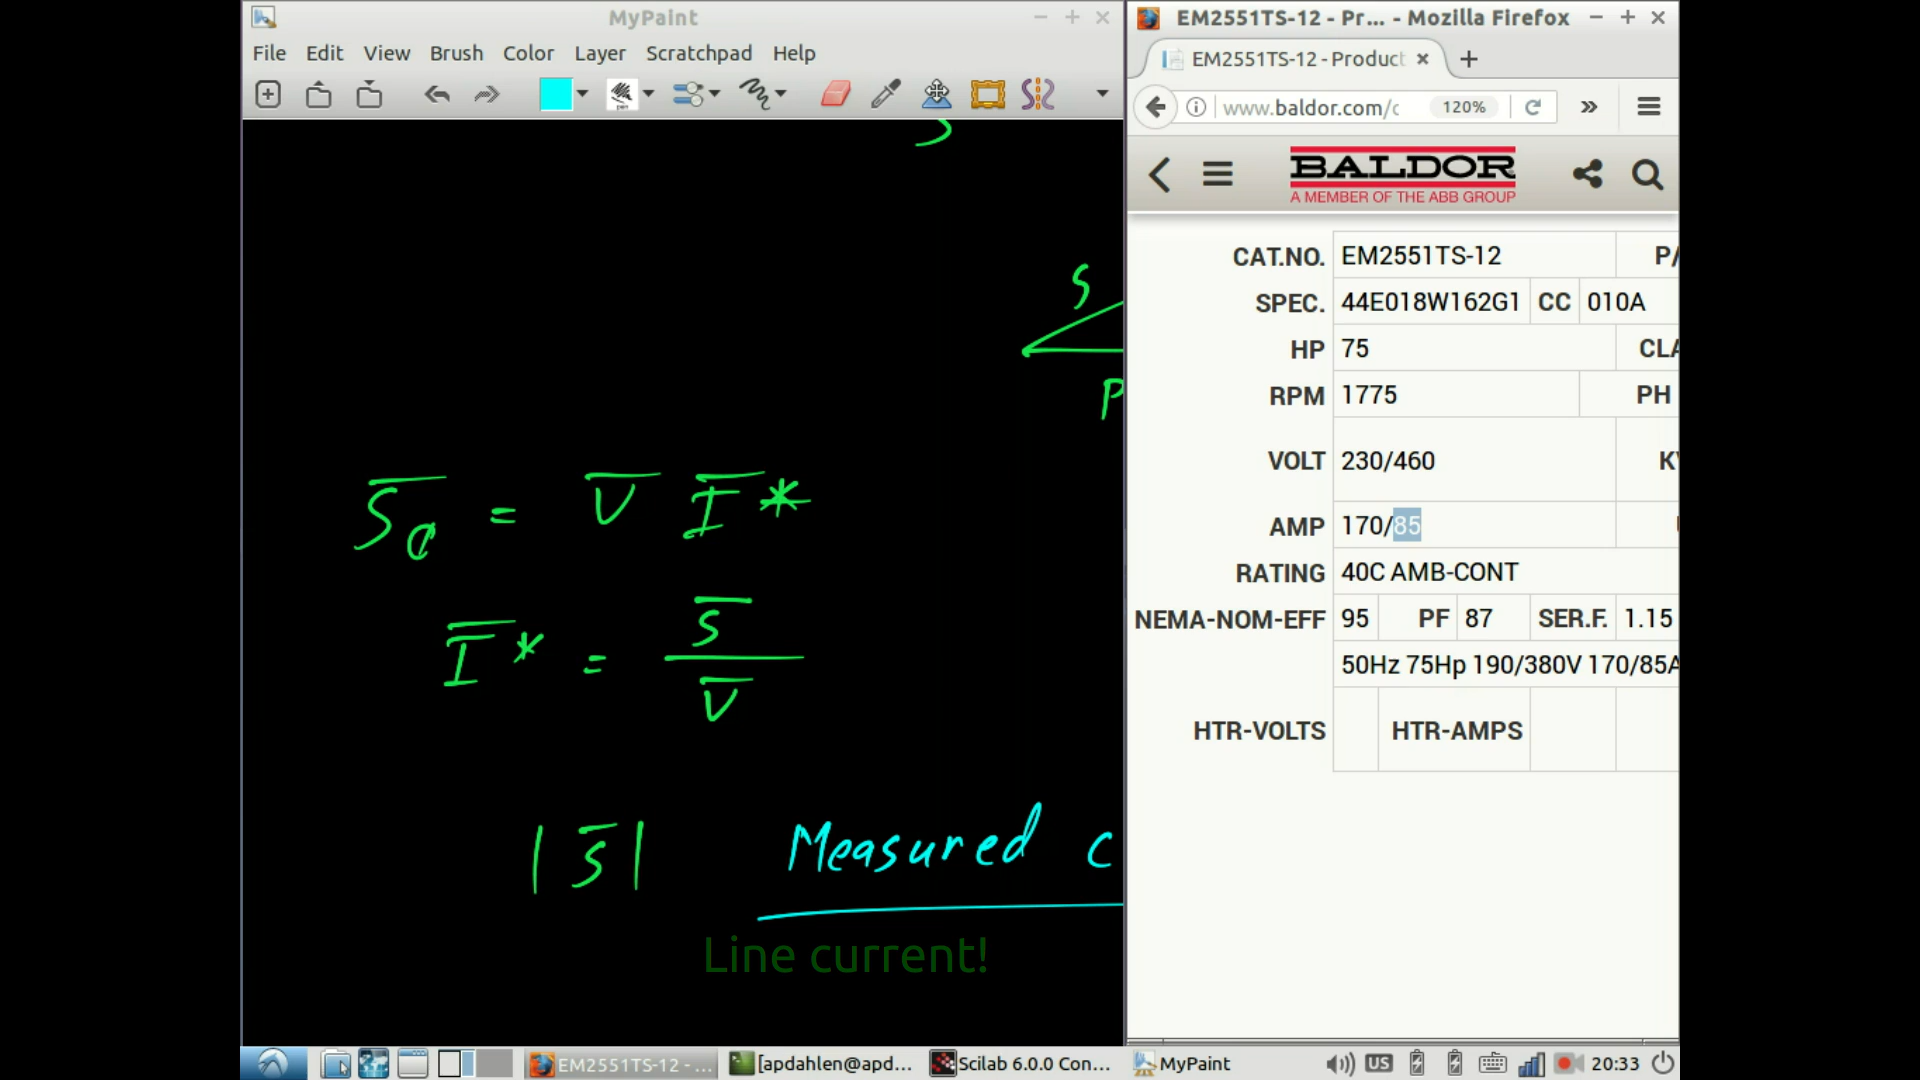 MyPaint
File Edit View Brush Color Layer Scratchpad Help
S
P
S = V I*
I* = S
V
| S | Measured c
Line current!
EM2551TS-12 - Pr... - Mozilla Firefox
EM2551TS-12 - Product
www.baldor.com/c 120%
BALDOR
A MEMBER OF THE ABB GROUP
CAT.NO. EM2551TS-12 P/
SPEC. 44E018W162G1 CC 010A
HP 75 CLA
RPM 1775 PH
VOLT 230/460 KV
AMP 170/85
RATING 40C AMB-CONT
NEMA-NOM-EFF 95 PF 87 SER.F. 1.15
50Hz 75Hp 190/380V 170/85A
HTR-VOLTS HTR-AMPS
EM2551TS-12 - ... [apdahlen@apd... Scilab 6.0.0 Con... MyPaint US 20:33